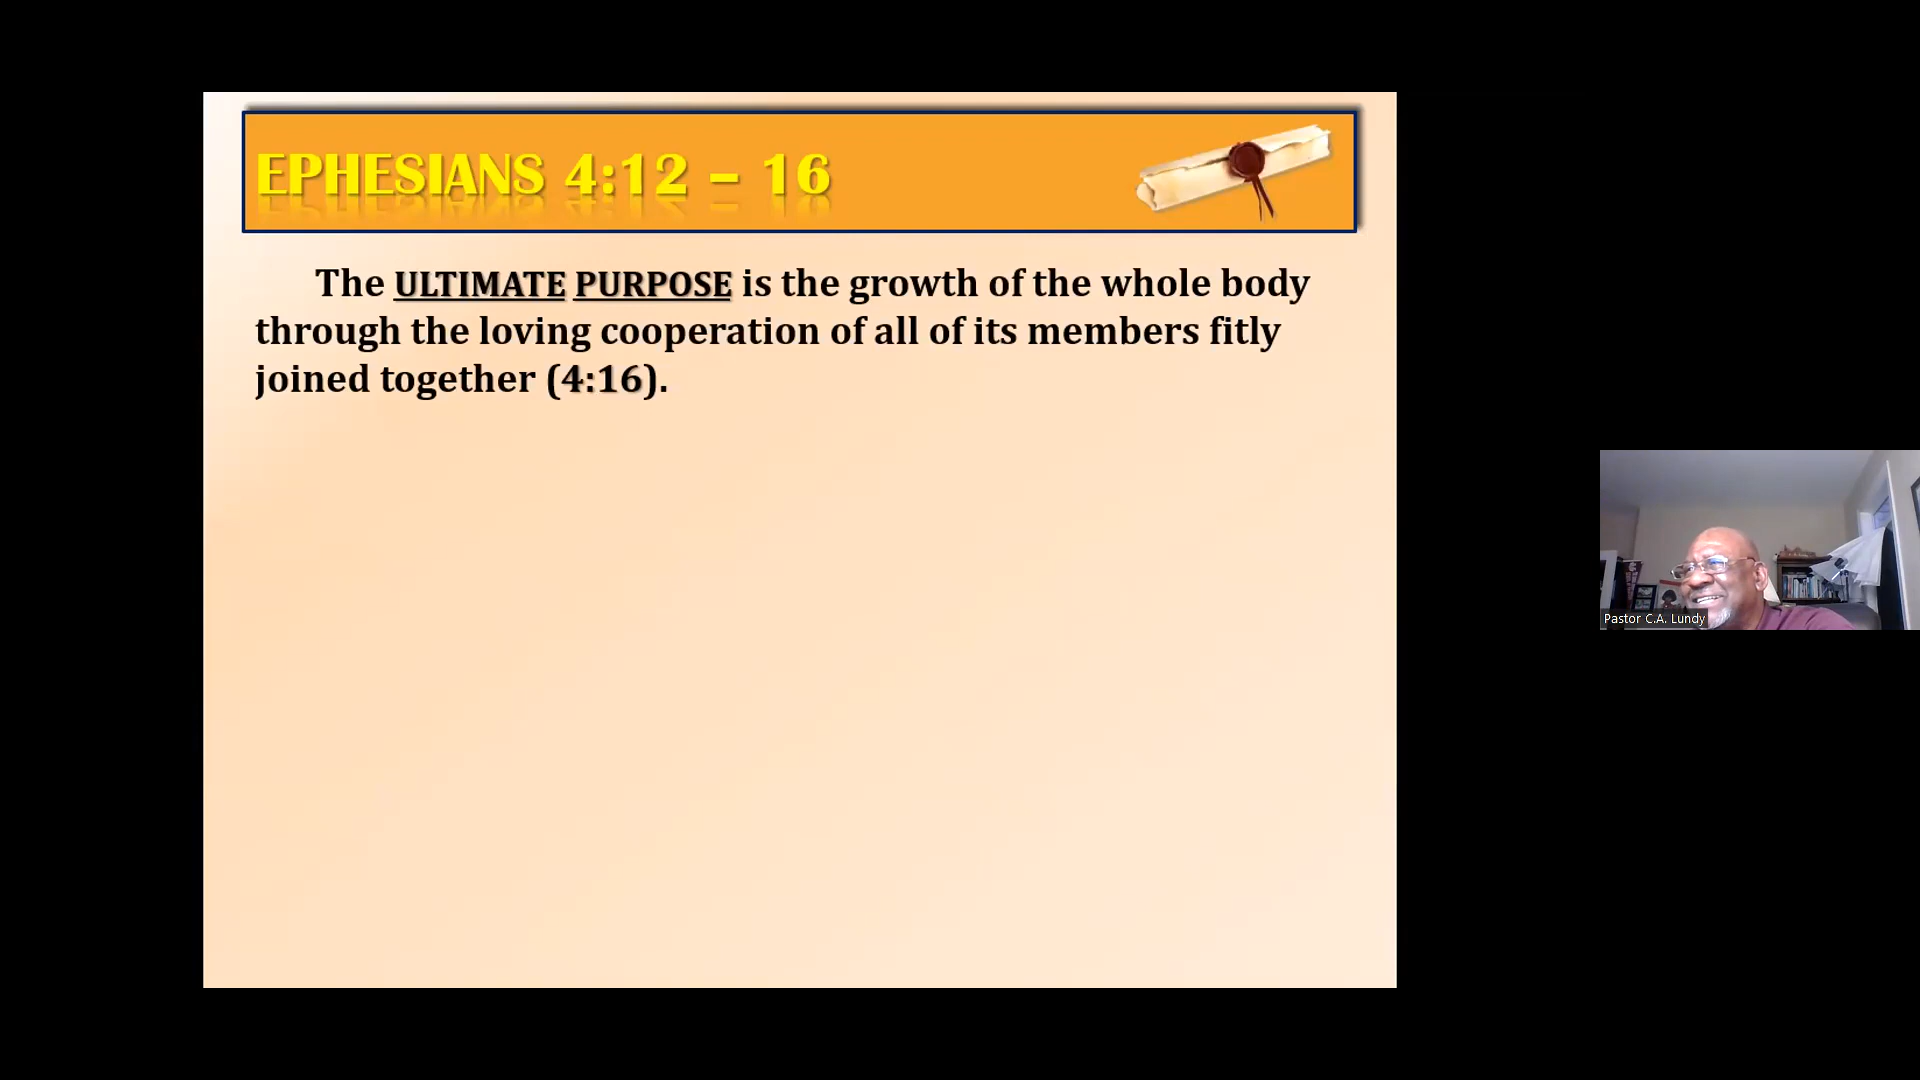 EPHESIANS 4:12 – 16
The ULTIMATE PURPOSE is the growth of the whole body
through the loving cooperation of all of its members fitly
joined together (4:16).
Pastor C.A. Lundy